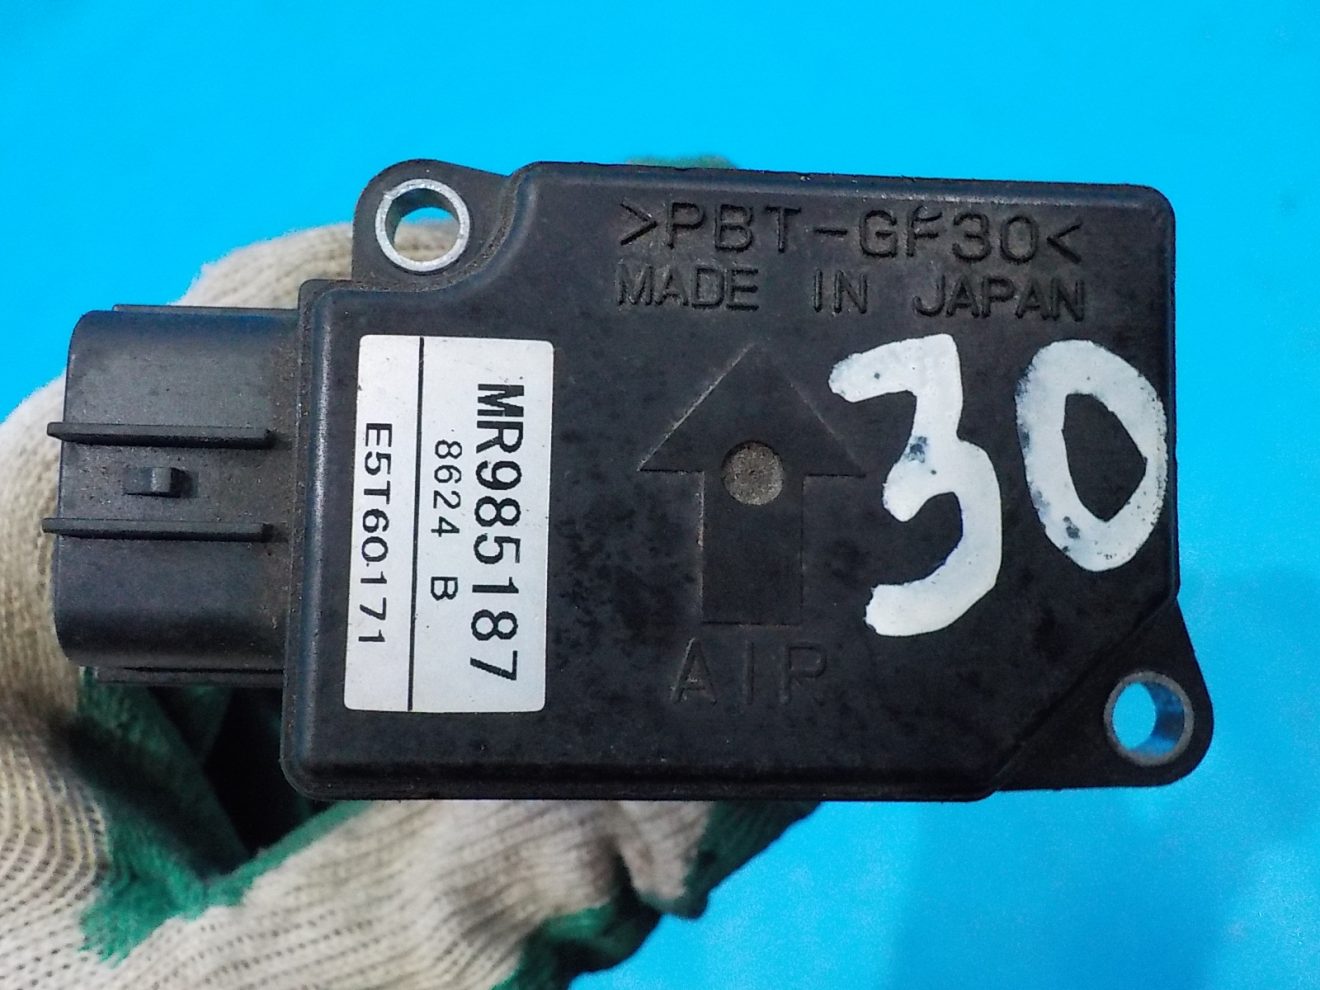 >PBT-GF30<
MADE IN JAPAN
30
MR985187
8624 B
E5T60171
AIR